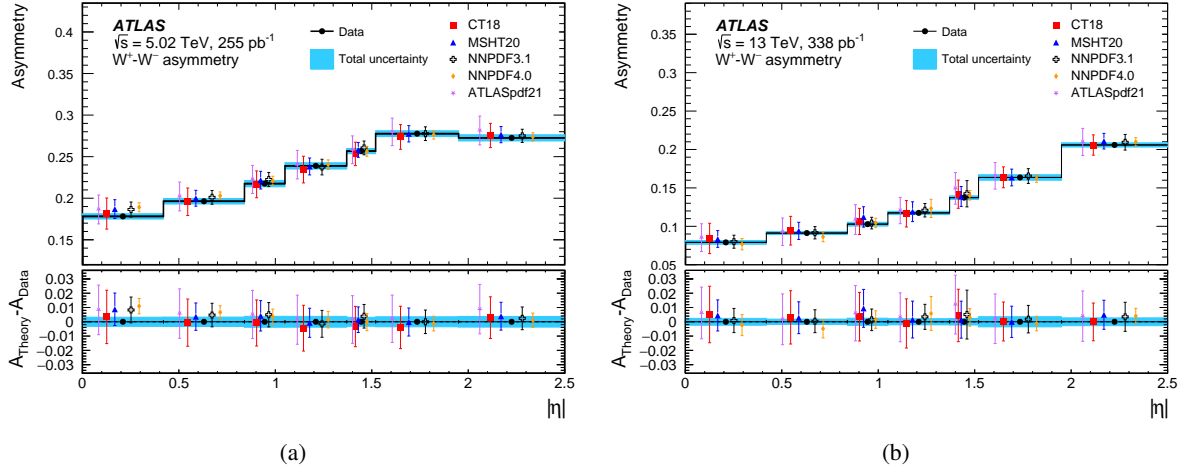 ATLAS
√s = 5.02 TeV, 255 pb⁻¹
W⁺-W⁻ asymmetry
Data
Total uncertainty
CT18
MSHT20
NNPDF3.1
NNPDF4.0
ATLASpdf21
Asymmetry
0.4
0.35
0.3
0.25
0.2
0.15
A_Theory-A_Data
0.03
0.02
0.01
0
−0.01
−0.02
−0.03
0 0.5 1 1.5 2 2.5
|η|
(a)
ATLAS
√s = 13 TeV, 338 pb⁻¹
W⁺-W⁻ asymmetry
Data
Total uncertainty
CT18
MSHT20
NNPDF3.1
NNPDF4.0
ATLASpdf21
Asymmetry
0.4
0.35
0.3
0.25
0.2
0.15
0.1
0.05
A_Theory-A_Data
0.03
0.02
0.01
0
−0.01
−0.02
−0.03
0 0.5 1 1.5 2 2.5
|η|
(b)